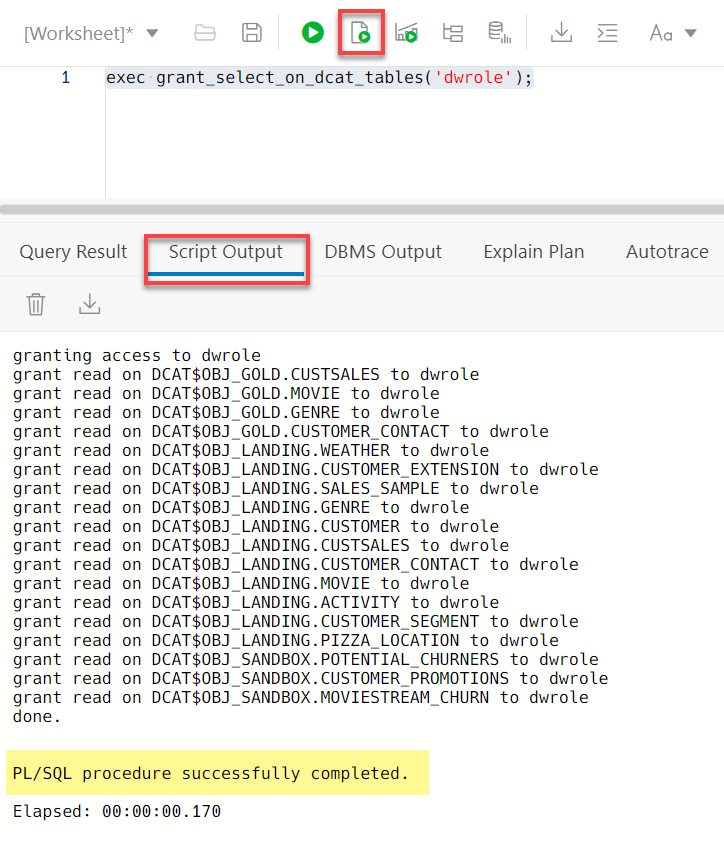 [Worksheet]*
Aa
1 exec grant_select_on_dcat_tables('dwrole');
Query Result Script Output DBMS Output Explain Plan Autotrace
granting access to dwrole
grant read on DCAT$OBJ_GOLD.CUSTSALES to dwrole
grant read on DCAT$OBJ_GOLD.MOVIE to dwrole
grant read on DCAT$OBJ_GOLD.GENRE to dwrole
grant read on DCAT$OBJ_GOLD.CUSTOMER_CONTACT to dwrole
grant read on DCAT$OBJ_LANDING.WEATHER to dwrole
grant read on DCAT$OBJ_LANDING.CUSTOMER_EXTENSION to dwrole
grant read on DCAT$OBJ_LANDING.SALES_SAMPLE to dwrole
grant read on DCAT$OBJ_LANDING.GENRE to dwrole
grant read on DCAT$OBJ_LANDING.CUSTOMER to dwrole
grant read on DCAT$OBJ_LANDING.CUSTSALES to dwrole
grant read on DCAT$OBJ_LANDING.CUSTOMER_CONTACT to dwrole
grant read on DCAT$OBJ_LANDING.MOVIE to dwrole
grant read on DCAT$OBJ_LANDING.ACTIVITY to dwrole
grant read on DCAT$OBJ_LANDING.CUSTOMER_SEGMENT to dwrole
grant read on DCAT$OBJ_LANDING.PIZZA_LOCATION to dwrole
grant read on DCAT$OBJ_SANDBOX.POTENTIAL_CHURNERS to dwrole
grant read on DCAT$OBJ_SANDBOX.CUSTOMER_PROMOTIONS to dwrole
grant read on DCAT$OBJ_SANDBOX.MOVIESTREAM_CHURN to dwrole
done.
PL/SQL procedure successfully completed.
Elapsed: 00:00:00.170